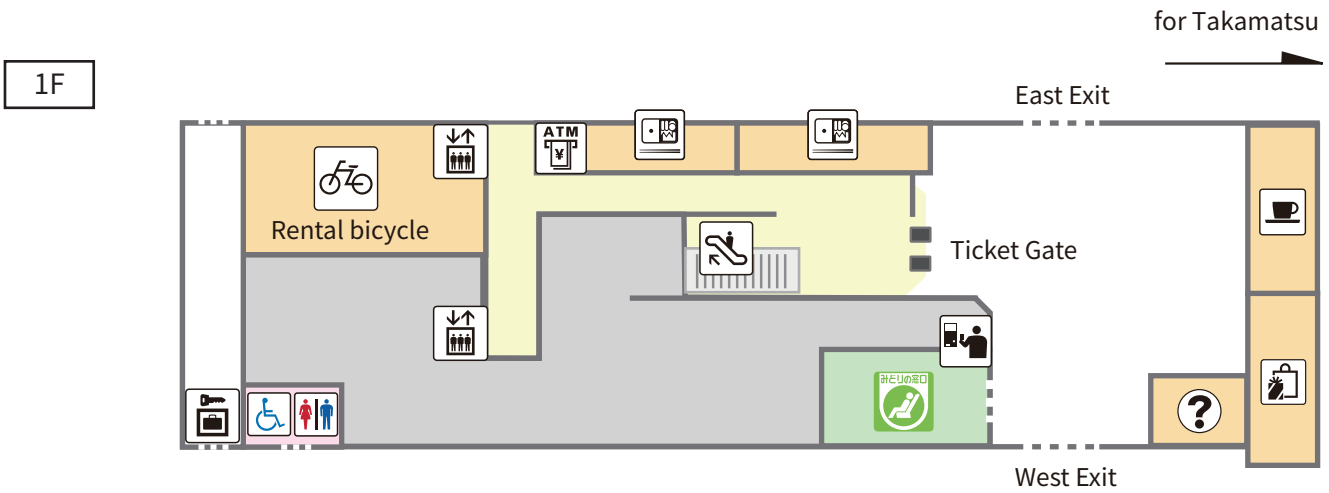 for Takamatsu
1F
East Exit
ATM
¥
Rental bicycle
Ticket Gate
みどりの窓口
?
West Exit